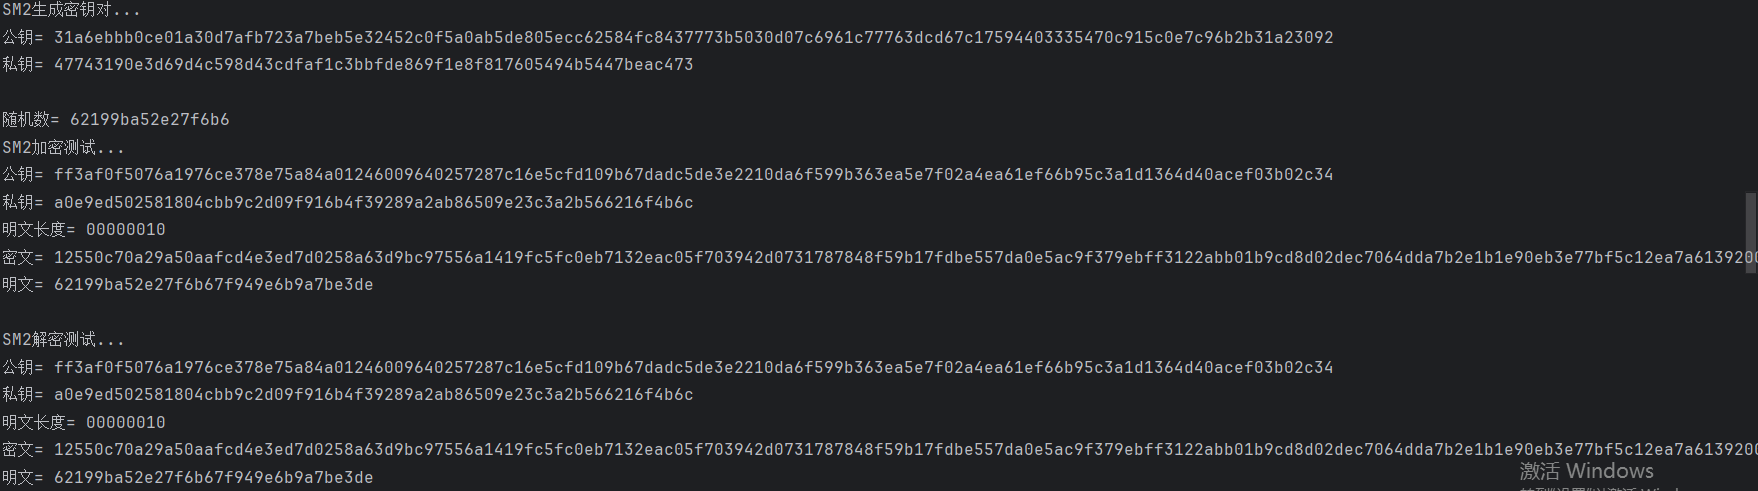 SM2生成密钥对...
公钥= 31a6ebbb0ce01a30d7afb723a7beb5e32452c0f5a0ab5de805ecc62584fc8437773b5030d07c6961c77763dcd67c17594403335470c915c0e7c96b2b31a23092
私钥= 47743190e3d69d4c598d43cdfaf1c3bbfde869f1e8f817605494b5447beac473
随机数= 62199ba52e27f6b6
SM2加密测试...
公钥= ff3af0f5076a1976ce378e75a84a01246009640257287c16e5cfd109b67dadc5de3e2210da6f599b363ea5e7f02a4ea61ef66b95c3a1d1364d40acef03b02c34
私钥= a0e9ed502581804cbb9c2d09f916b4f39289a2ab86509e23c3a2b566216f4b6c
明文长度= 00000010
密文= 12550c70a29a50aafcd4e3ed7d0258a63d9bc97556a1419fc5fc0eb7132eac05f703942d0731787848f59b17fdbe557da0e5ac9f379ebff3122abb01b9cd8d02dec7064dda7b2e1b1e90eb3e77bf5c12ea7a6139200
明文= 62199ba52e27f6b67f949e6b9a7be3de
SM2解密测试...
公钥= ff3af0f5076a1976ce378e75a84a01246009640257287c16e5cfd109b67dadc5de3e2210da6f599b363ea5e7f02a4ea61ef66b95c3a1d1364d40acef03b02c34
私钥= a0e9ed502581804cbb9c2d09f916b4f39289a2ab86509e23c3a2b566216f4b6c
明文长度= 00000010
密文= 12550c70a29a50aafcd4e3ed7d0258a63d9bc97556a1419fc5fc0eb7132eac05f703942d0731787848f59b17fdbe557da0e5ac9f379ebff3122abb01b9cd8d02dec7064dda7b2e1b1e90eb3e77bf5c12ea7a6139200
明文= 62199ba52e27f6b67f949e6b9a7be3de
激活 Windows